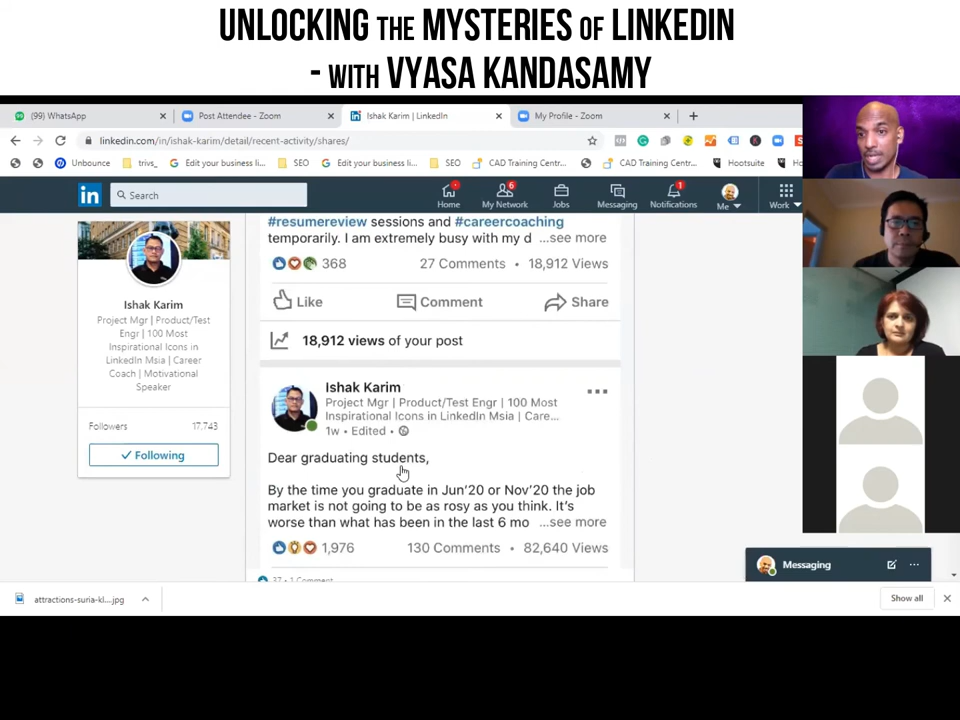 UNLOCKING THE MYSTERIES OF LINKEDIN
- WITH VYASA KANDASAMY
(99) WhatsApp
Post Attendee - Zoom
Ishak Karim | LinkedIn
My Profile - Zoom
linkedin.com/in/ishak-karim/detail/recent-activity/shares/
Unbounce
trivs_
Edit your business li...
SEO
Edit your business li...
SEO
CAD Training Centr...
CAD Training Centr...
Hootsuite
Ho
in
Search
Home
6
My Network
Jobs
Messaging
1
Notifications
Me
Work
Ishak Karim
Project Mgr | Product/Test
Engr | 100 Most
Inspirational Icons in
LinkedIn Msia | Career
Coach | Motivational
Speaker
Followers 17,743
Following
#resumereview sessions and #careercoaching
temporarily. I am extremely busy with my d ...see more
368 27 Comments • 18,912 Views
Like Comment Share
18,912 views of your post
Ishak Karim
Project Mgr | Product/Test Engr | 100 Most
Inspirational Icons in LinkedIn Msia | Care...
1w • Edited •
Dear graduating students,
By the time you graduate in Jun'20 or Nov'20 the job
market is not going to be as rosy as you think. It's
worse than what has been in the last 6 mo ...see more
1,976 130 Comments • 82,640 Views
37 • 1 Comment
Messaging
attractions-suria-kl....jpg
Show all